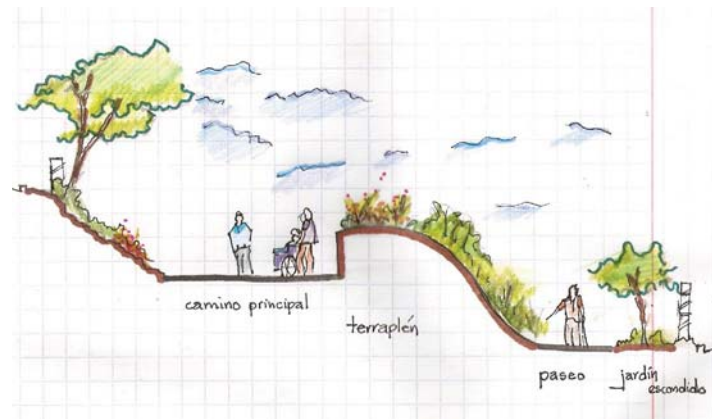 camino principal
terraplén
paseo
jardín
escondido